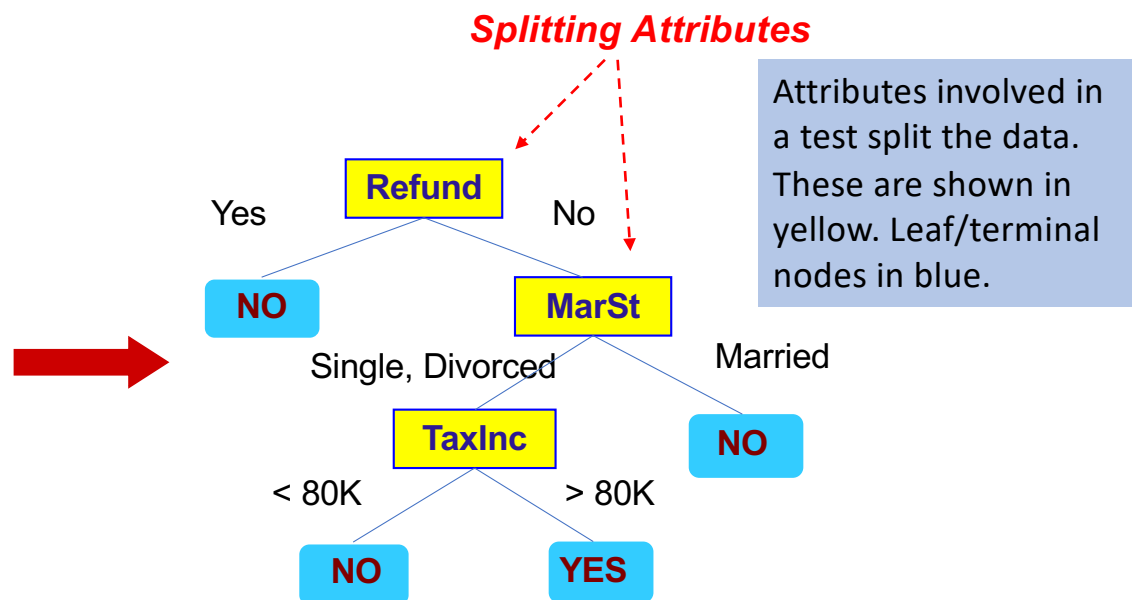 Splitting Attributes
Attributes involved in
a test split the data.
These are shown in
yellow. Leaf/terminal
nodes in blue.
Refund
Yes
No
NO
MarSt
Single, Divorced
Married
TaxInc
NO
< 80K
> 80K
NO
YES